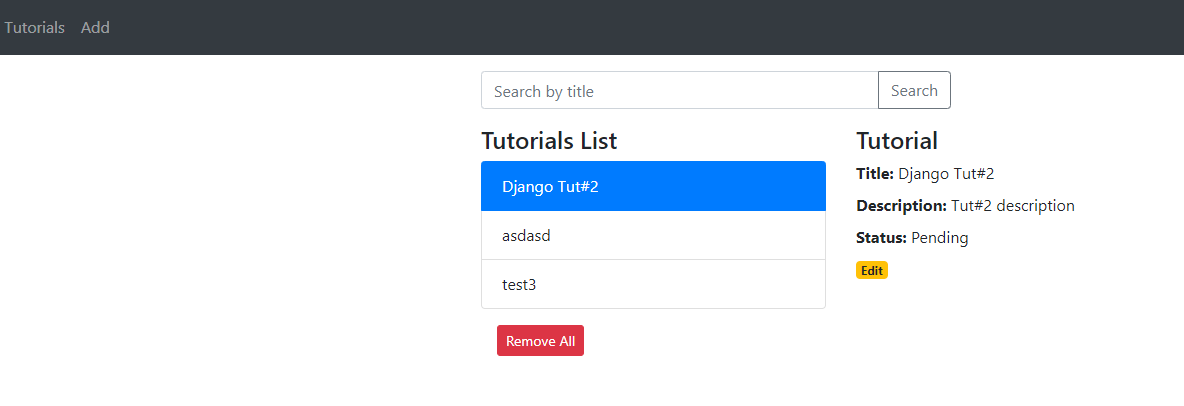 Tutorials Add
Search by title Search
Tutorials List
Django Tut#2
asdasd
test3
Remove All
Tutorial
Title: Django Tut#2
Description: Tut#2 description
Status: Pending
Edit